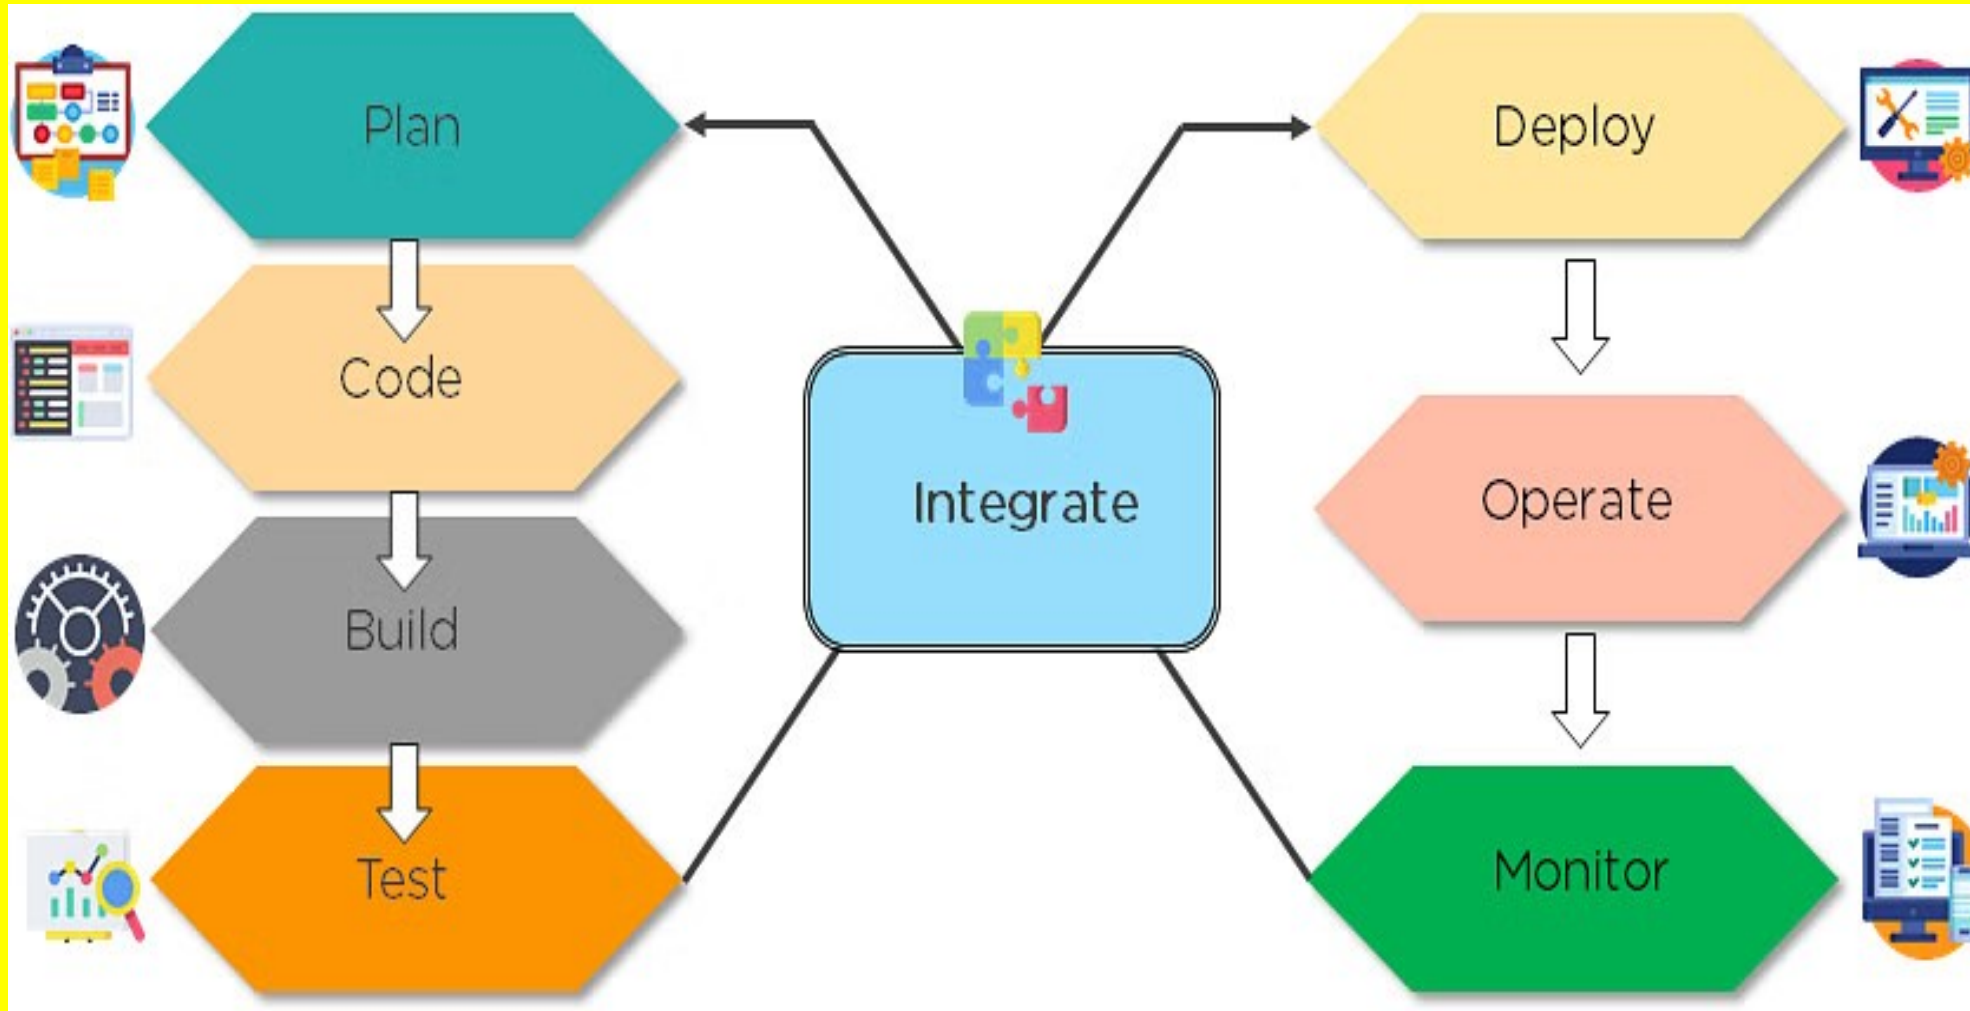 Plan
Code
Build
Test
Integrate
Deploy
Operate
Monitor